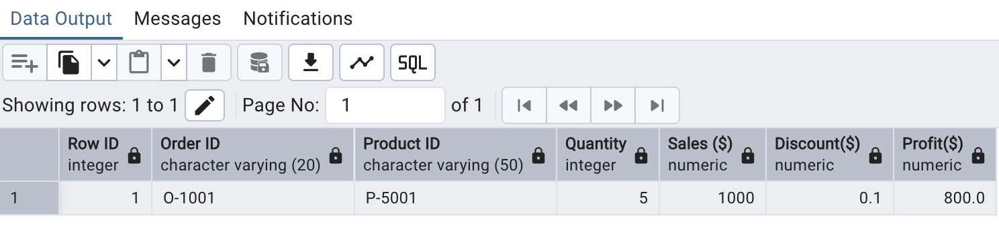 Data Output Messages Notifications
SQL
Showing rows: 1 to 1 Page No: 1 of 1
Row ID Order ID Product ID Quantity Sales ($) Discount($) Profit($)
integer character varying (20) character varying (50) integer numeric numeric numeric
1 1 O-1001 P-5001 5 1000 0.1 800.0